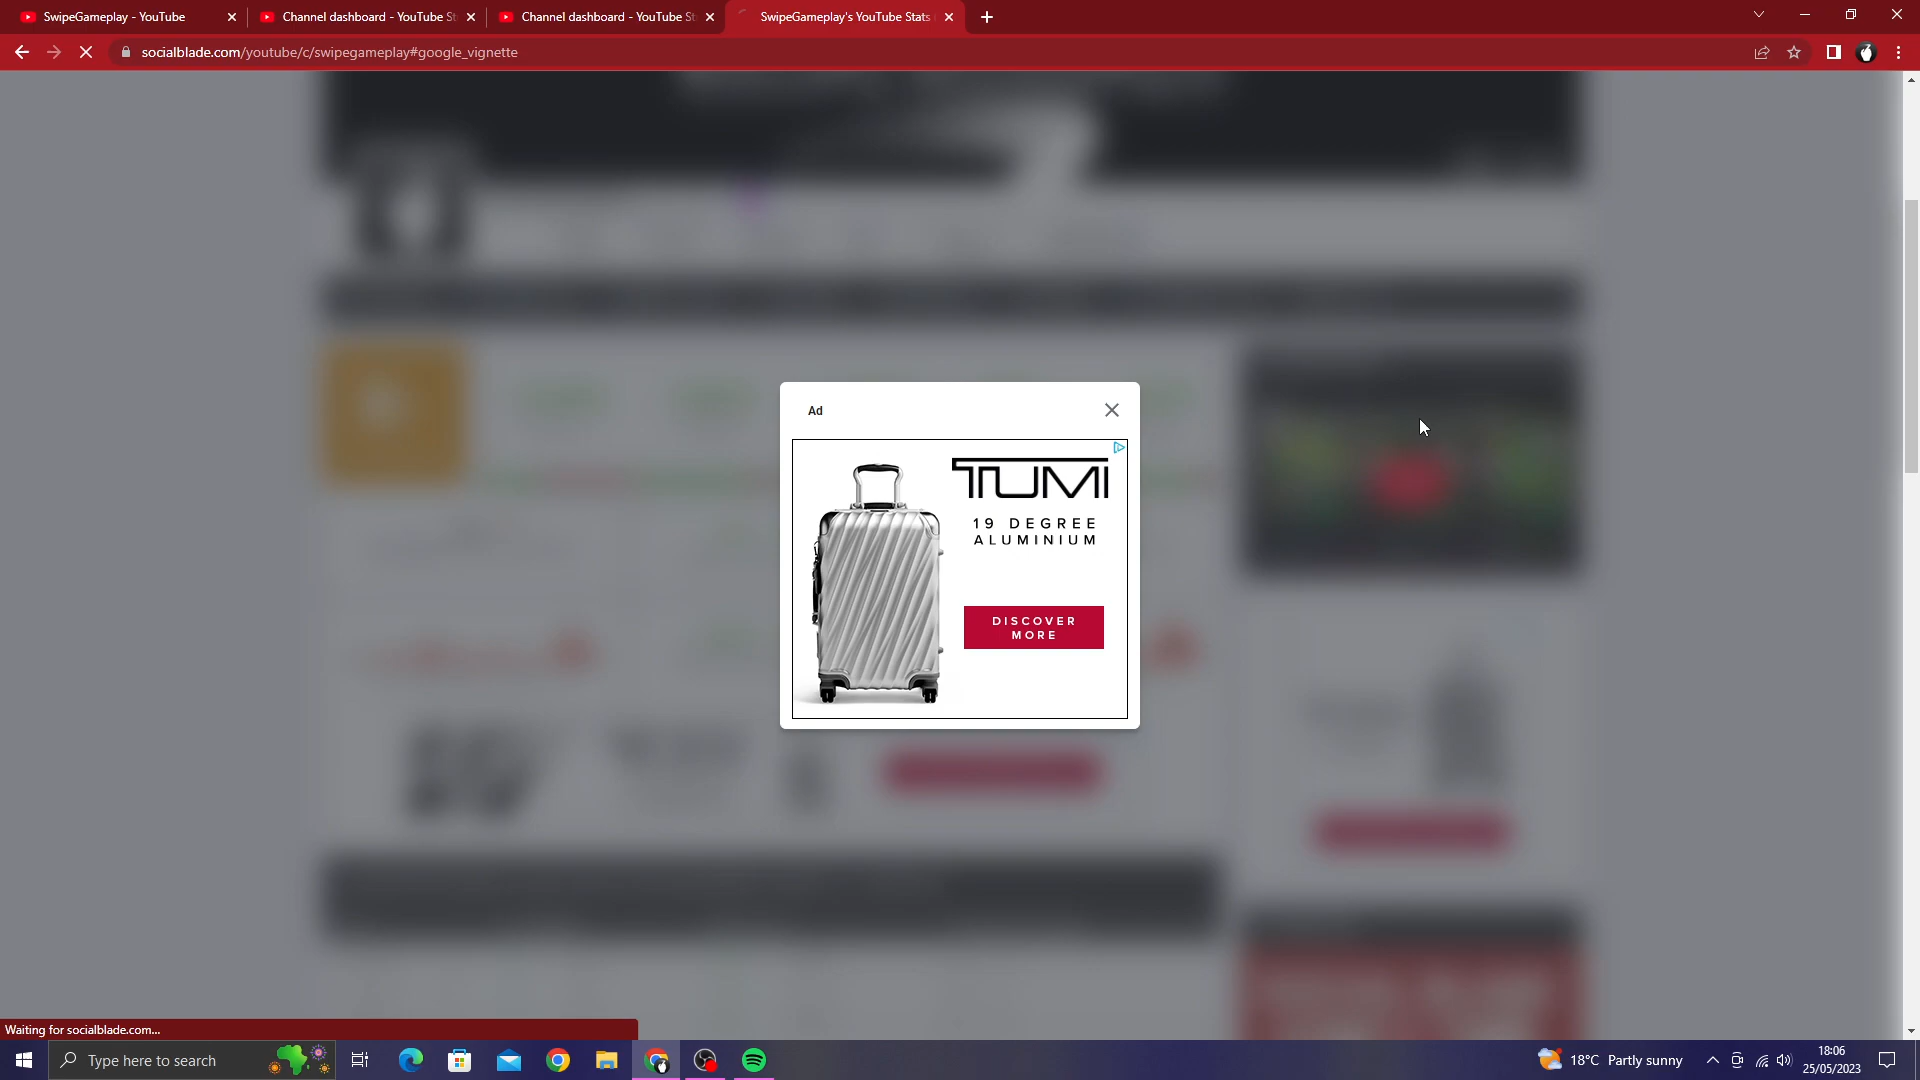 SwipeGameplay - YouTube
Channel dashboard - YouTube St
Channel dashboard - YouTube St
SwipeGameplay's YouTube Stats
socialblade.com/youtube/c/swipegameplay#google_vignette
Ad
TUMI
19 DEGREE
ALUMINIUM
DISCOVER
MORE
Waiting for socialblade.com...
Type here to search
18°C Partly sunny
18:06
25/05/2023